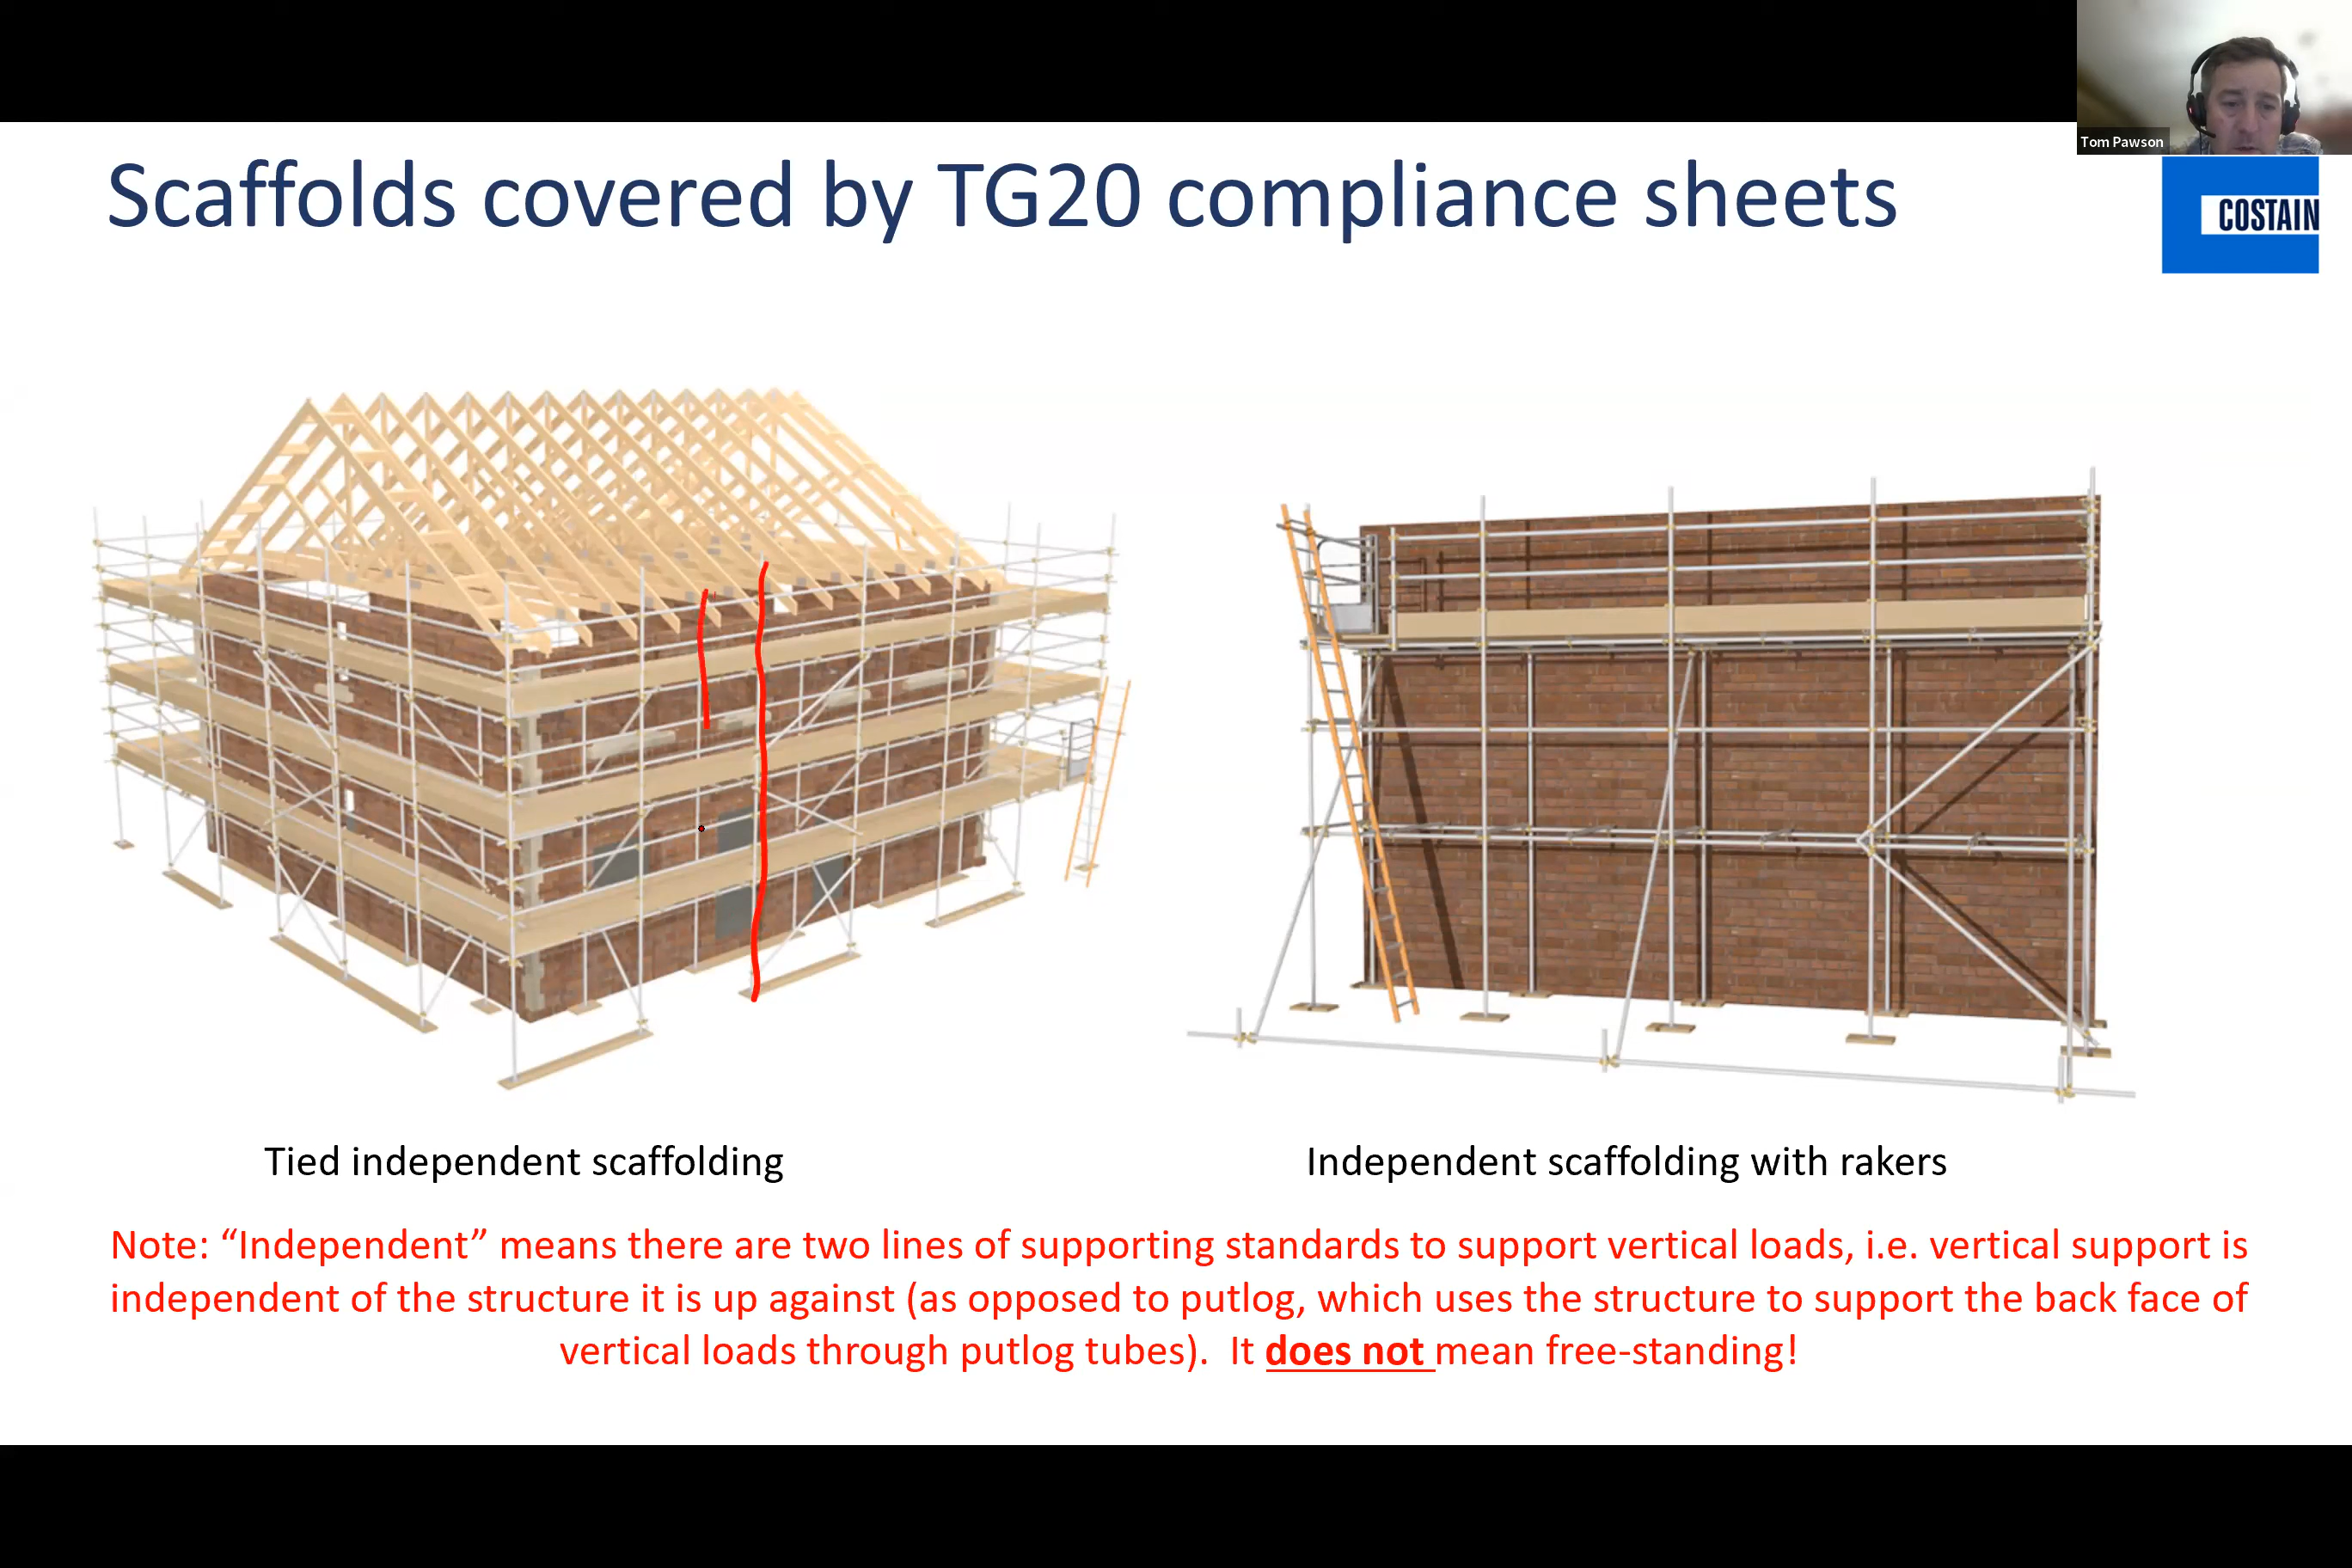 Tom Pawson
Scaffolds covered by TG20 compliance sheets
COSTAIN
Tied independent scaffolding
Independent scaffolding with rakers
Note: “Independent” means there are two lines of supporting standards to support vertical loads, i.e. vertical support is
independent of the structure it is up against (as opposed to putlog, which uses the structure to support the back face of
vertical loads through putlog tubes).  It does not mean free-standing!